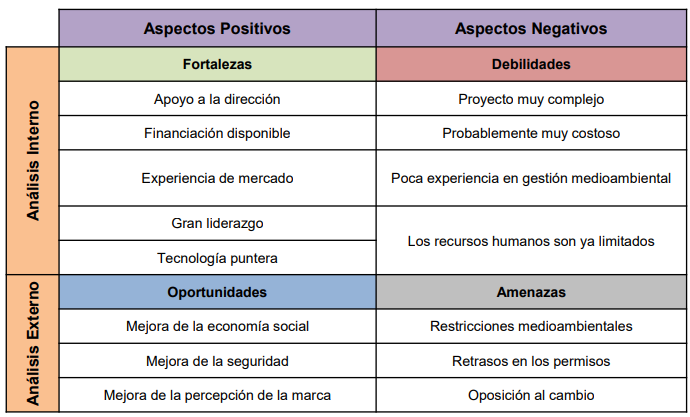 Aspectos Positivos
Aspectos Negativos
Análisis Interno
Fortalezas
Debilidades
Apoyo a la dirección
Proyecto muy complejo
Financiación disponible
Probablemente muy costoso
Experiencia de mercado
Poca experiencia en gestión medioambiental
Gran liderazgo
Los recursos humanos son ya limitados
Tecnología puntera
Análisis Externo
Oportunidades
Amenazas
Mejora de la economía social
Restricciones medioambientales
Mejora de la seguridad
Retrasos en los permisos
Mejora de la percepción de la marca
Oposición al cambio